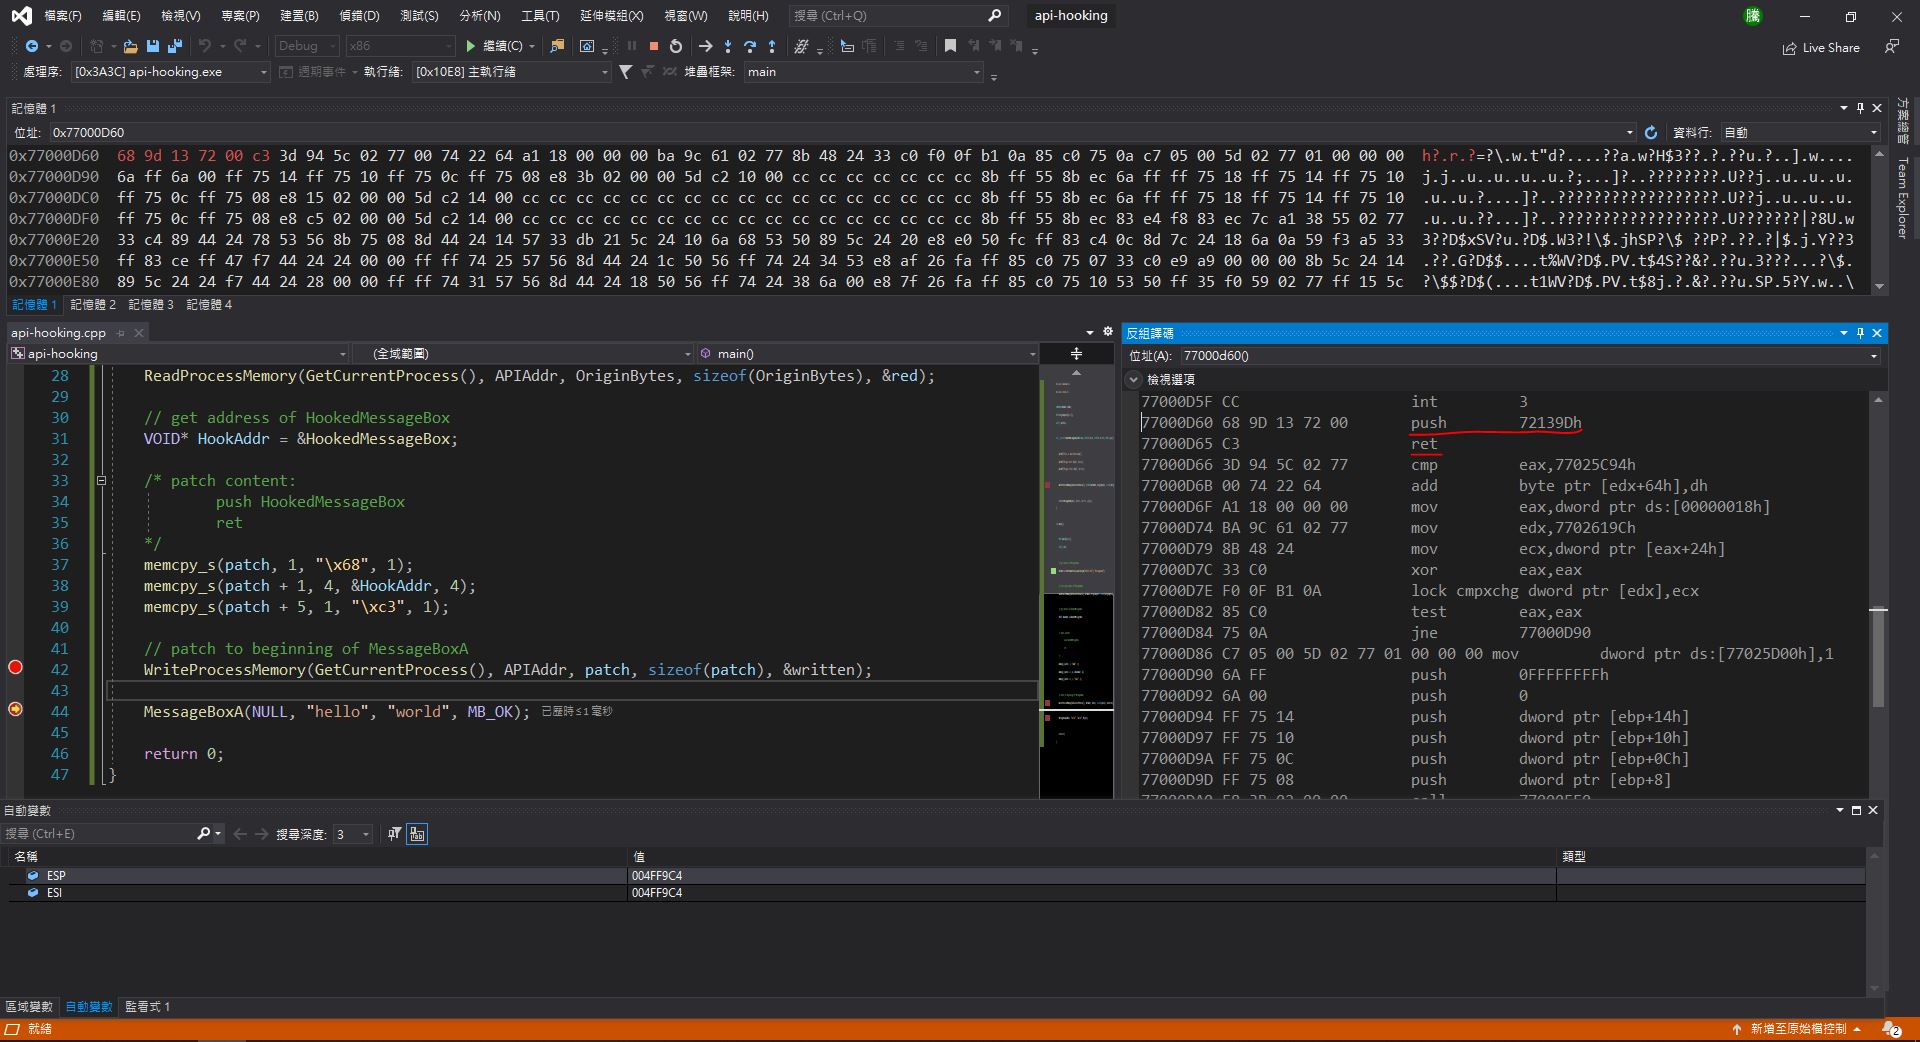 檔案(F) 編輯(E) 檢視(V) 專案(P) 建置(B) 偵錯(D) 測試(S) 分析(N) 工具(T) 延伸模組(X) 視窗(W) 說明(H) 搜尋 (Ctrl+Q) api-hooking 騰
Debug x86 繼續(C) Live Share
處理序: [0x3A3C] api-hooking.exe 週期事件 執行緒: [0x10E8] 主執行緒 堆疊框架: main
記憶體 1
位址: 0x77000D60 資料行: 自動
0x77000D60 68 9d 13 72 00 c3 3d 94 5c 02 77 00 74 22 64 a1 18 00 00 00 ba 9c 61 02 77 8b 48 24 33 c0 f0 0f b1 0a 85 c0 75 0a c7 05 00 5d 02 77 01 00 00 00 h?.r.?=?\.w.t"d?....??a.w?H$3??.?.??u.?..].w....
0x77000D90 6a ff 6a 00 ff 75 14 ff 75 10 ff 75 0c ff 75 08 e8 3b 02 00 00 5d c2 10 00 cc cc cc cc cc cc cc cc 8b ff 55 8b ec 6a ff ff 75 18 ff 75 14 ff 75 10 j.j..u..u..u..u.?;...]?..????????.U??j..u..u..u.
0x77000DC0 ff 75 0c ff 75 08 e8 15 02 00 00 5d c2 14 00 cc cc cc cc cc cc cc cc cc cc cc cc cc cc cc cc cc cc 8b ff 55 8b ec 6a ff ff 75 18 ff 75 14 ff 75 10 .u..u.?....]?..??????????????????.U??j..u..u..u.
0x77000DF0 ff 75 0c ff 75 08 e8 c5 02 00 00 5d c2 14 00 cc cc cc cc cc cc cc cc cc cc cc cc cc cc cc cc cc cc 8b ff 55 8b ec 83 e4 f8 83 ec 7c a1 38 55 02 77 .u..u.??...]?..??????????????????.U???????|?8U.w
0x77000E20 33 c4 89 44 24 78 53 56 8b 75 08 8d 44 24 14 57 33 db 21 5c 24 10 6a 68 53 50 89 5c 24 20 e8 e0 50 fc ff 83 c4 0c 8d 7c 24 18 6a 0a 59 f3 a5 33 3??D$xSV?u.?D$.W3?!\$.jhSP?\$ ??P?.??.?|$.j.Y??3
0x77000E50 ff 83 ce ff 47 f7 44 24 24 00 00 ff ff 74 25 57 56 8d 44 24 1c 50 56 ff 74 24 34 53 e8 af 26 fa ff 85 c0 75 07 33 c0 e9 a9 00 00 00 8b 5c 24 14 .??.G?D$$....t%WV?D$.PV.t$4S??&?.??u.3???...?\$.
0x77000E80 89 5c 24 24 f7 44 24 28 00 00 ff ff 74 31 57 56 8d 44 24 18 50 56 ff 74 24 38 6a 00 e8 7f 26 fa ff 85 c0 75 10 53 50 ff 35 f0 59 02 77 ff 15 5c ?\$$?D$(....t1WV?D$.PV.t$8j?.?.&?.??u.SP.5?Y.w..\
記憶體 1 記憶體 2 記憶體 3 記憶體 4
api-hooking.cpp
api-hooking (全域範圍) main()
28 ReadProcessMemory(GetCurrentProcess(), APIAddr, OriginBytes, sizeof(OriginBytes), &red);
29
30 // get address of HookedMessageBox
31 VOID* HookAddr = &HookedMessageBox;
32
33 /* patch content:
34 push HookedMessageBox
35 ret
36 */
37 memcpy_s(patch, 1, "\x68", 1);
38 memcpy_s(patch + 1, 4, &HookAddr, 4);
39 memcpy_s(patch + 5, 1, "\xc3", 1);
40
41 // patch to beginning of MessageBoxA
42 WriteProcessMemory(GetCurrentProcess(), APIAddr, patch, sizeof(patch), &written);
43
44 MessageBoxA(NULL, "hello", "world", MB_OK); 已歷時 ≤ 1 毫秒
45
46 return 0;
47 }
反組譯碼
位址(A): 77000d60()
檢視選項
77000D5F CC int 3
77000D60 68 9D 13 72 00 push 72139Dh
77000D65 C3 ret
77000D66 3D 94 5C 02 77 cmp eax,77025C94h
77000D6B 00 74 22 64 add byte ptr [edx+64h],dh
77000D6F A1 18 00 00 00 mov eax,dword ptr ds:[00000018h]
77000D74 BA 9C 61 02 77 mov edx,7702619Ch
77000D79 8B 48 24 mov ecx,dword ptr [eax+24h]
77000D7C 33 C0 xor eax,eax
77000D7E F0 0F B1 0A lock cmpxchg dword ptr [edx],ecx
77000D82 85 C0 test eax,eax
77000D84 75 0A jne 77000D90
77000D86 C7 05 00 5D 02 77 01 00 00 00 mov dword ptr ds:[77025D00h],1
77000D90 6A FF push 0FFFFFFFFh
77000D92 6A 00 push 0
77000D94 FF 75 14 push dword ptr [ebp+14h]
77000D97 FF 75 10 push dword ptr [ebp+10h]
77000D9A FF 75 0C push dword ptr [ebp+0Ch]
77000D9D FF 75 08 push dword ptr [ebp+8]
方案總管
Team Explorer
自動變數
搜尋 (Ctrl+E) 搜尋深度: 3
名稱 值 類型
ESP 004FF9C4
ESI 004FF9C4
區域變數 自動變數 監看式 1
就緒 新增至原始檔控制 2